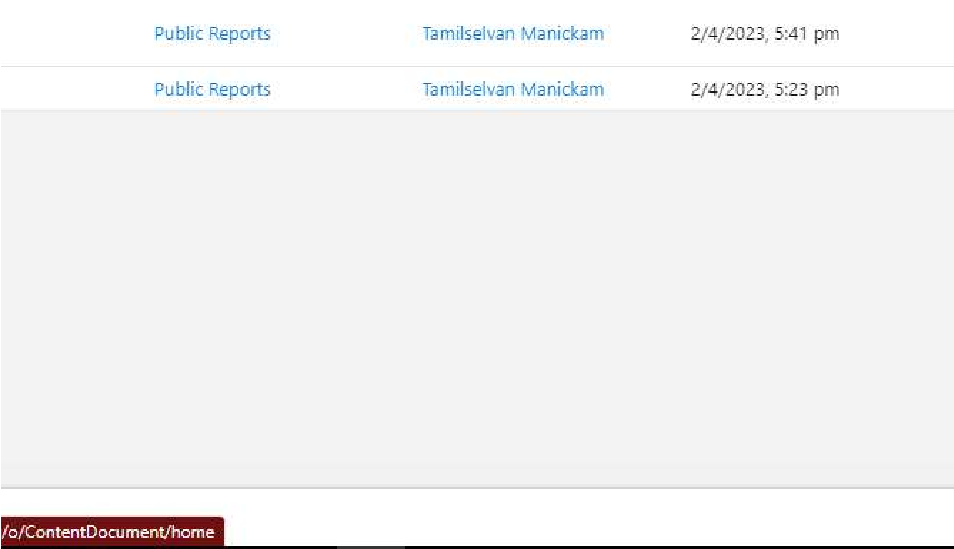 Public Reports Tamilselvan Manickam 2/4/2023, 5:41 pm
Public Reports Tamilselvan Manickam 2/4/2023, 5:23 pm
/o/ContentDocument/home